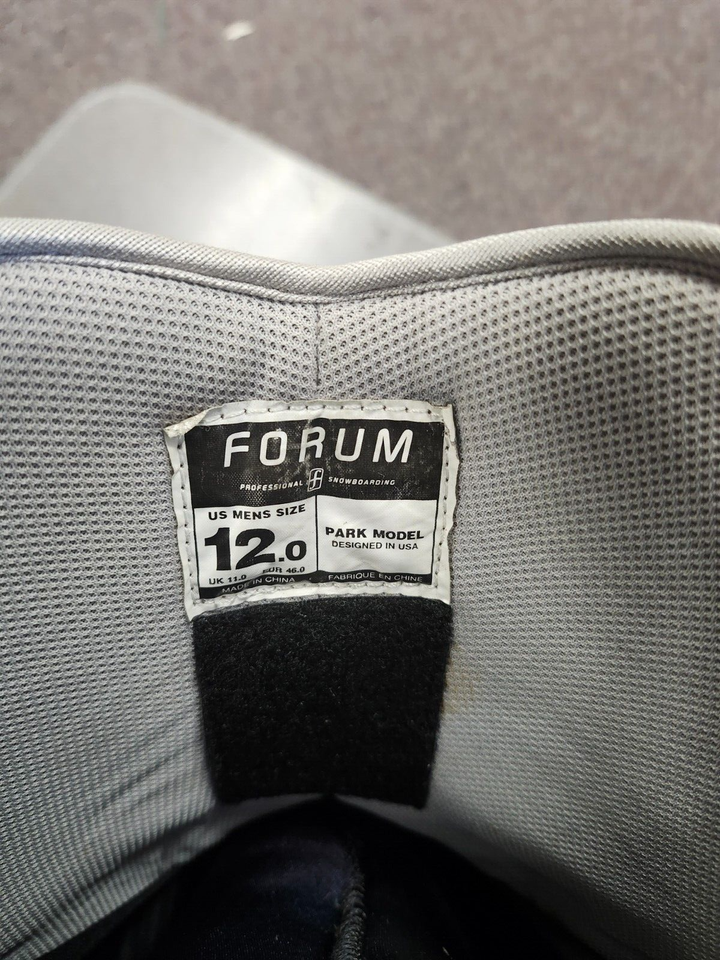 FORUM
PROFESSIONAL f SNOWBOARDING
US MENS SIZE
12.0
UK 11.0 EUR 46.0
MADE IN CHINA
PARK MODEL
DESIGNED IN USA
FABRIQUE EN CHINE